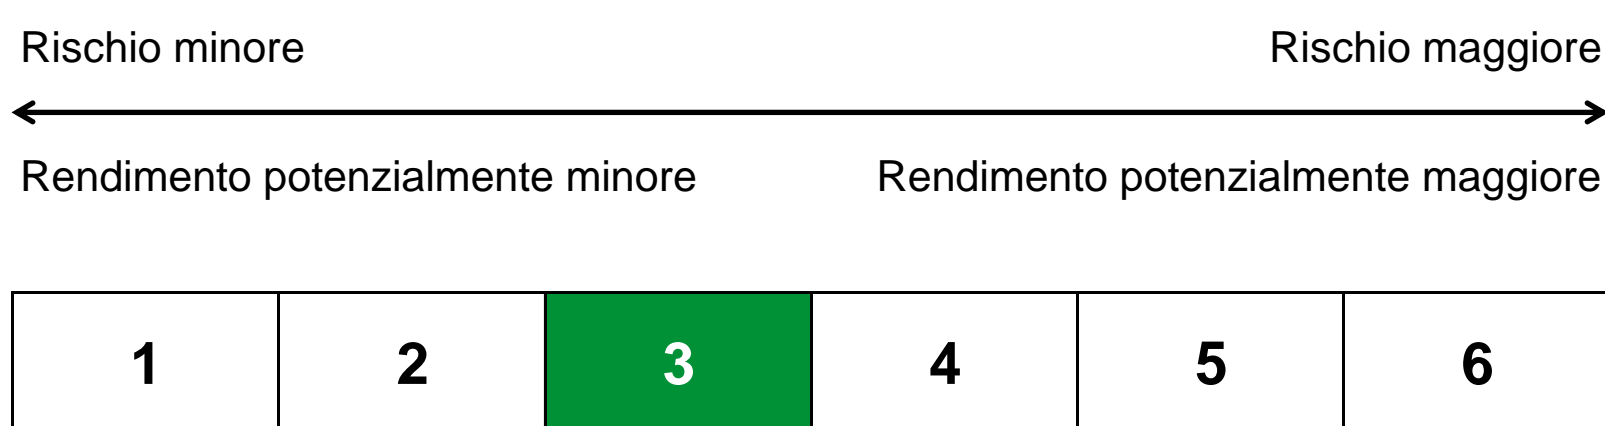 Rischio minore Rischio maggiore
Rendimento potenzialmente minore Rendimento potenzialmente maggiore
1 2 3 4 5 6